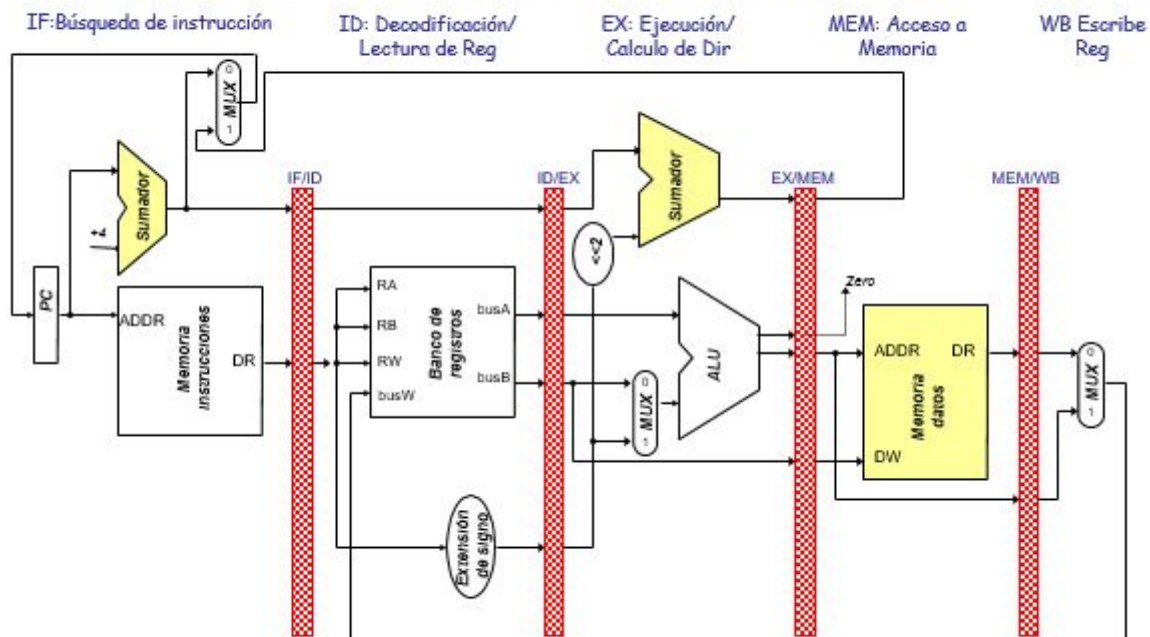 IF:Búsqueda de instrucción
ID: Decodificación/
Lectura de Reg
EX: Ejecución/
Calculo de Dir
MEM: Acceso a
Memoria
WB Escribe
Reg
0
MUX
1
Sumador
IF/ID
ID/EX
Sumador
EX/MEM
MEM/WB
<<2
PC
ADDR
Memoria
instrucciones
DR
RA
RB
RW
busW
Banco de
registros
busA
busB
0
MUX
1
ALU
Zero
ADDR
DR
Memoria
datos
DW
0
MUX
1
Extensión
de signo